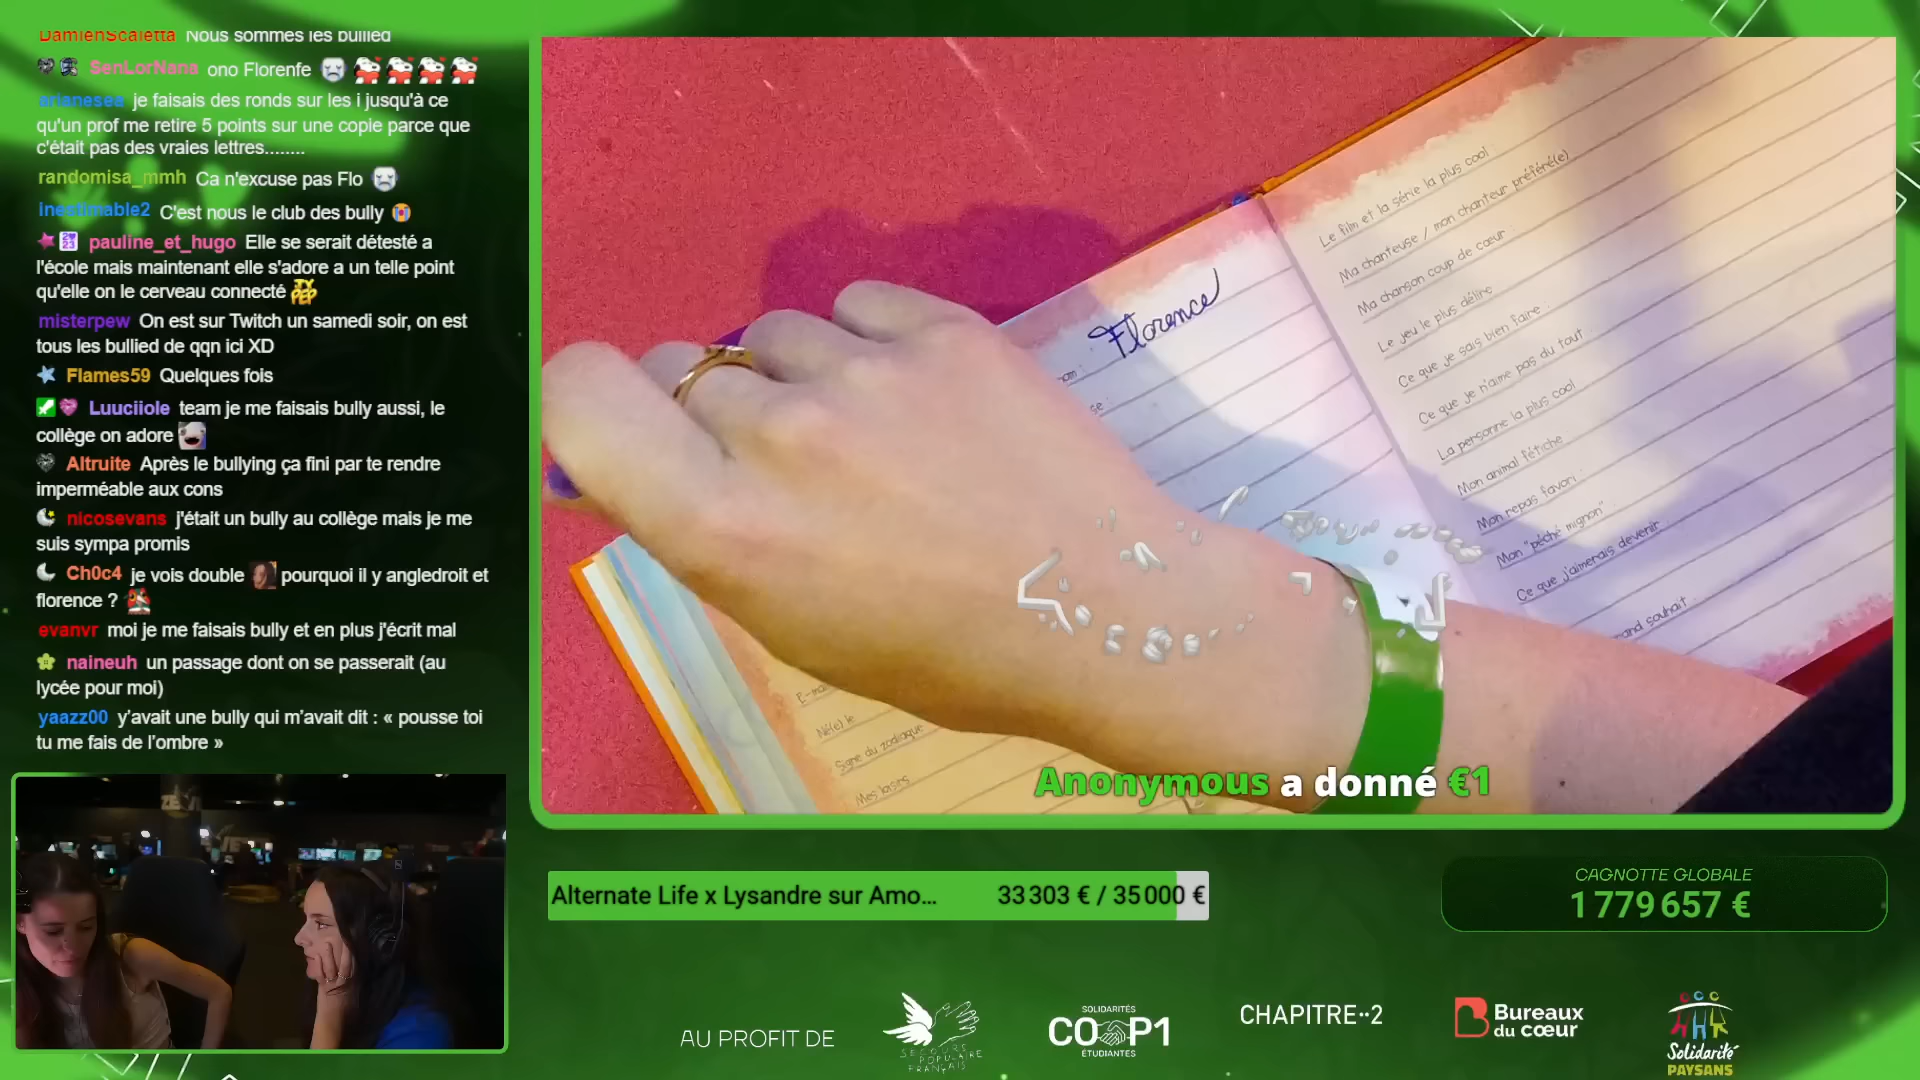 DamienScaletta Nous sommes les bullied
SenLorNana ono Florenfe
arianesea je faisais des ronds sur les i jusqu'à ce
qu'un prof me retire 5 points sur une copie parce que
c'était pas des vraies lettres........
randomisa_mmh Ca n'excuse pas Flo
inestimable2 C'est nous le club des bully
pauline_et_hugo Elle se serait détesté a
l'école mais maintenant elle s'adore a un telle point
qu'elle on le cerveau connecté
misterpew On est sur Twitch un samedi soir, on est
tous les bullied de qqn ici XD
Flames59 Quelques fois
Luuciiole team je me faisais bully aussi, le
collège on adore
Altruite Après le bullying ça fini par te rendre
imperméable aux cons
nicosevans j'était un bully au collège mais je me
suis sympa promis
Ch0c4 je vois double pourquoi il y angledroit et
florence ?
evanvr moi je me faisais bully et en plus j'écrit mal
naineuh un passage dont on se passerait (au
lycée pour moi)
yaazz00 y'avait une bully qui m'avait dit : « pousse toi
tu me fais de l'ombre »
Florence
Le film et la série la plus cool :
Ma chanteuse / mon chanteur préféré(e)
Ma chanson coup de cœur :
Le jeu le plus délire
Ce que je sais bien faire :
Ce que je n'aime pas du tout :
La personne la plus cool
Mon animal fétiche :
Mon repas favori :
Mon "péché mignon"
Ce que j'aimerais devenir
souhait
Né(e) le
Signe du zodiaque
Mes loisirs
Anonymous a donné €1
Alternate Life x Lysandre sur Amo... 33 303 € / 35 000 €
CAGNOTTE GLOBALE
1 779 657 €
AU PROFIT DE
SECOURS
POPULAIRE
FRANÇAIS
SOLIDARITÉS
CO P1
ÉTUDIANTES
CHAPITRE··2
Bureaux
du cœur
Solidarité
PAYSANS